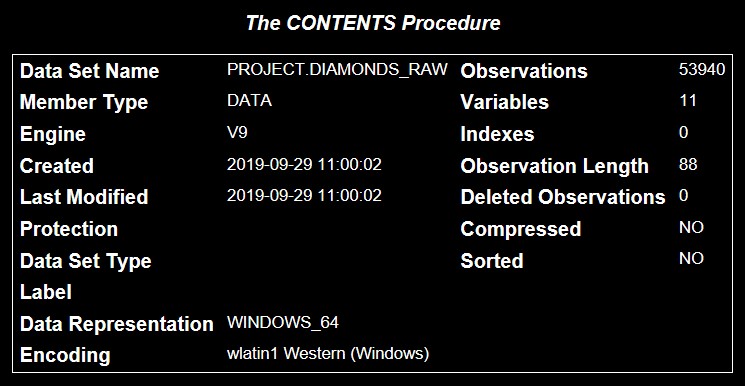 The CONTENTS Procedure
Data Set Name PROJECT.DIAMONDS_RAW Observations 53940
Member Type DATA Variables 11
Engine V9 Indexes 0
Created 2019-09-29 11:00:02 Observation Length 88
Last Modified 2019-09-29 11:00:02 Deleted Observations 0
Protection Compressed NO
Data Set Type Sorted NO
Label
Data Representation WINDOWS_64
Encoding wlatin1 Western (Windows)